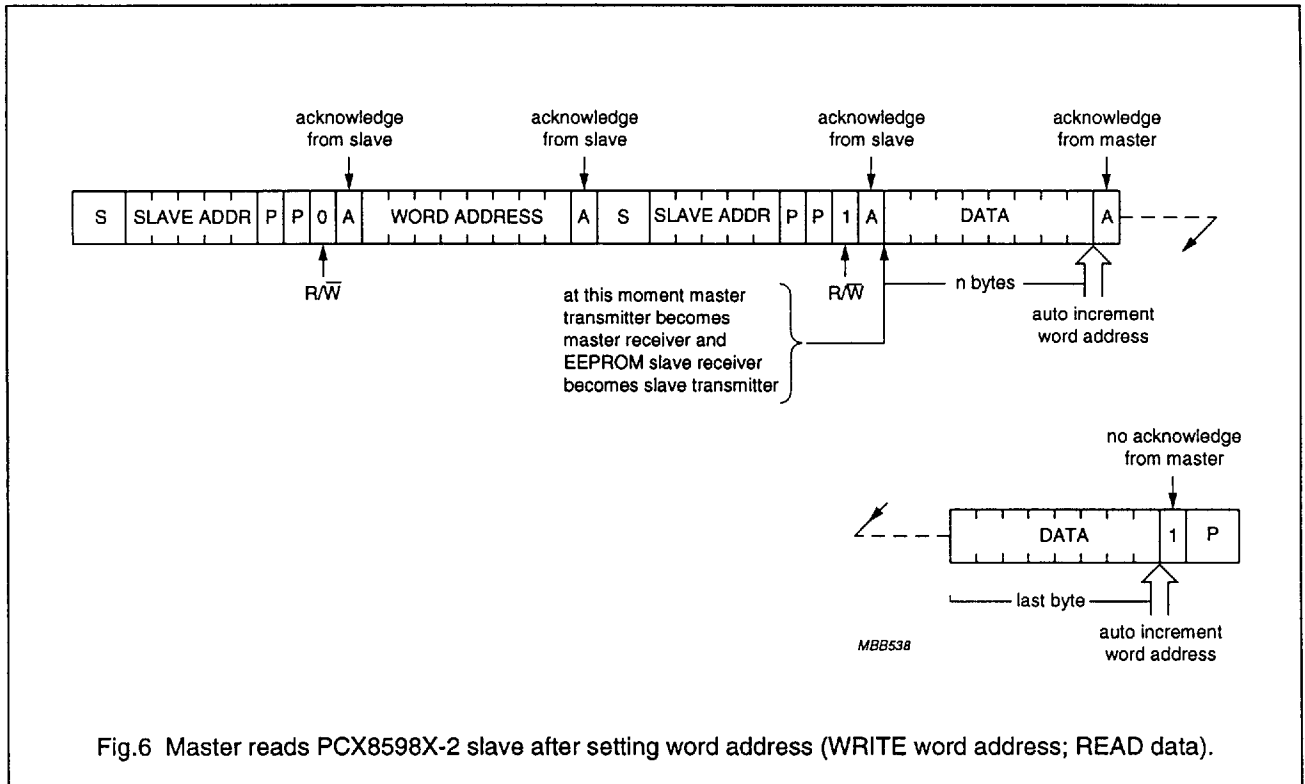 acknowledge
from slave
acknowledge
from slave
acknowledge
from slave
acknowledge
from master
S SLAVE ADDR P P 0 A WORD ADDRESS A S SLAVE ADDR P P 1 A DATA A
R/W̅
at this moment master
transmitter becomes
master receiver and
EEPROM slave receiver
becomes slave transmitter
R/W̅
n bytes
auto increment
word address
no acknowledge
from master
DATA 1 P
last byte
auto increment
word address
MBB538
Fig.6 Master reads PCX8598X-2 slave after setting word address (WRITE word address; READ data).